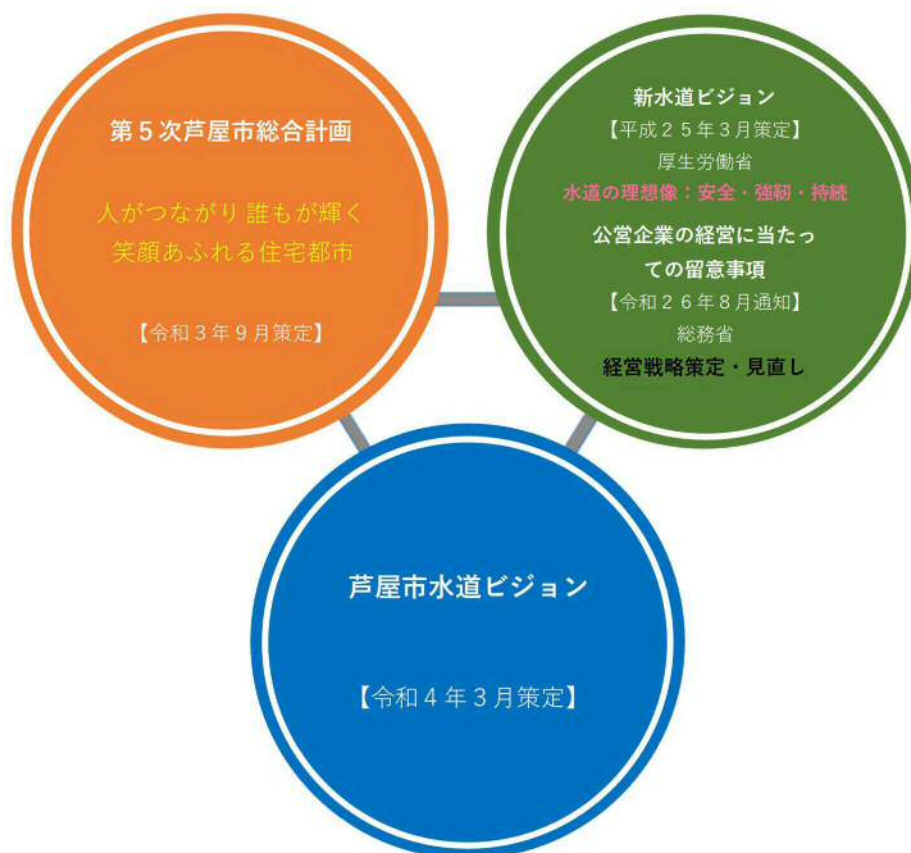 第５次芦屋市総合計画
人がつながり 誰もが輝く
笑顔あふれる住宅都市
【令和３年９月策定】
新水道ビジョン
【平成２５年３月策定】
厚生労働省
水道の理想像：安全・強靭・持続
公営企業の経営に当たっ
ての留意事項
【令和２６年８月通知】
総務省
経営戦略策定・見直し
芦屋市水道ビジョン
【令和４年３月策定】